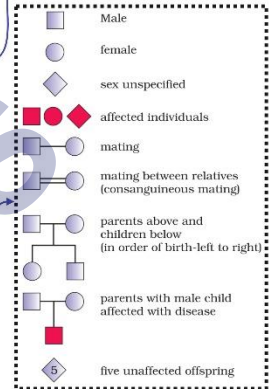 Male
female
sex unspecified
affected individuals
mating
mating between relatives
(consanguineous mating)
parents above and
children below
(in order of birth-left to right)
parents with male child
affected with disease
5 five unaffected offspring